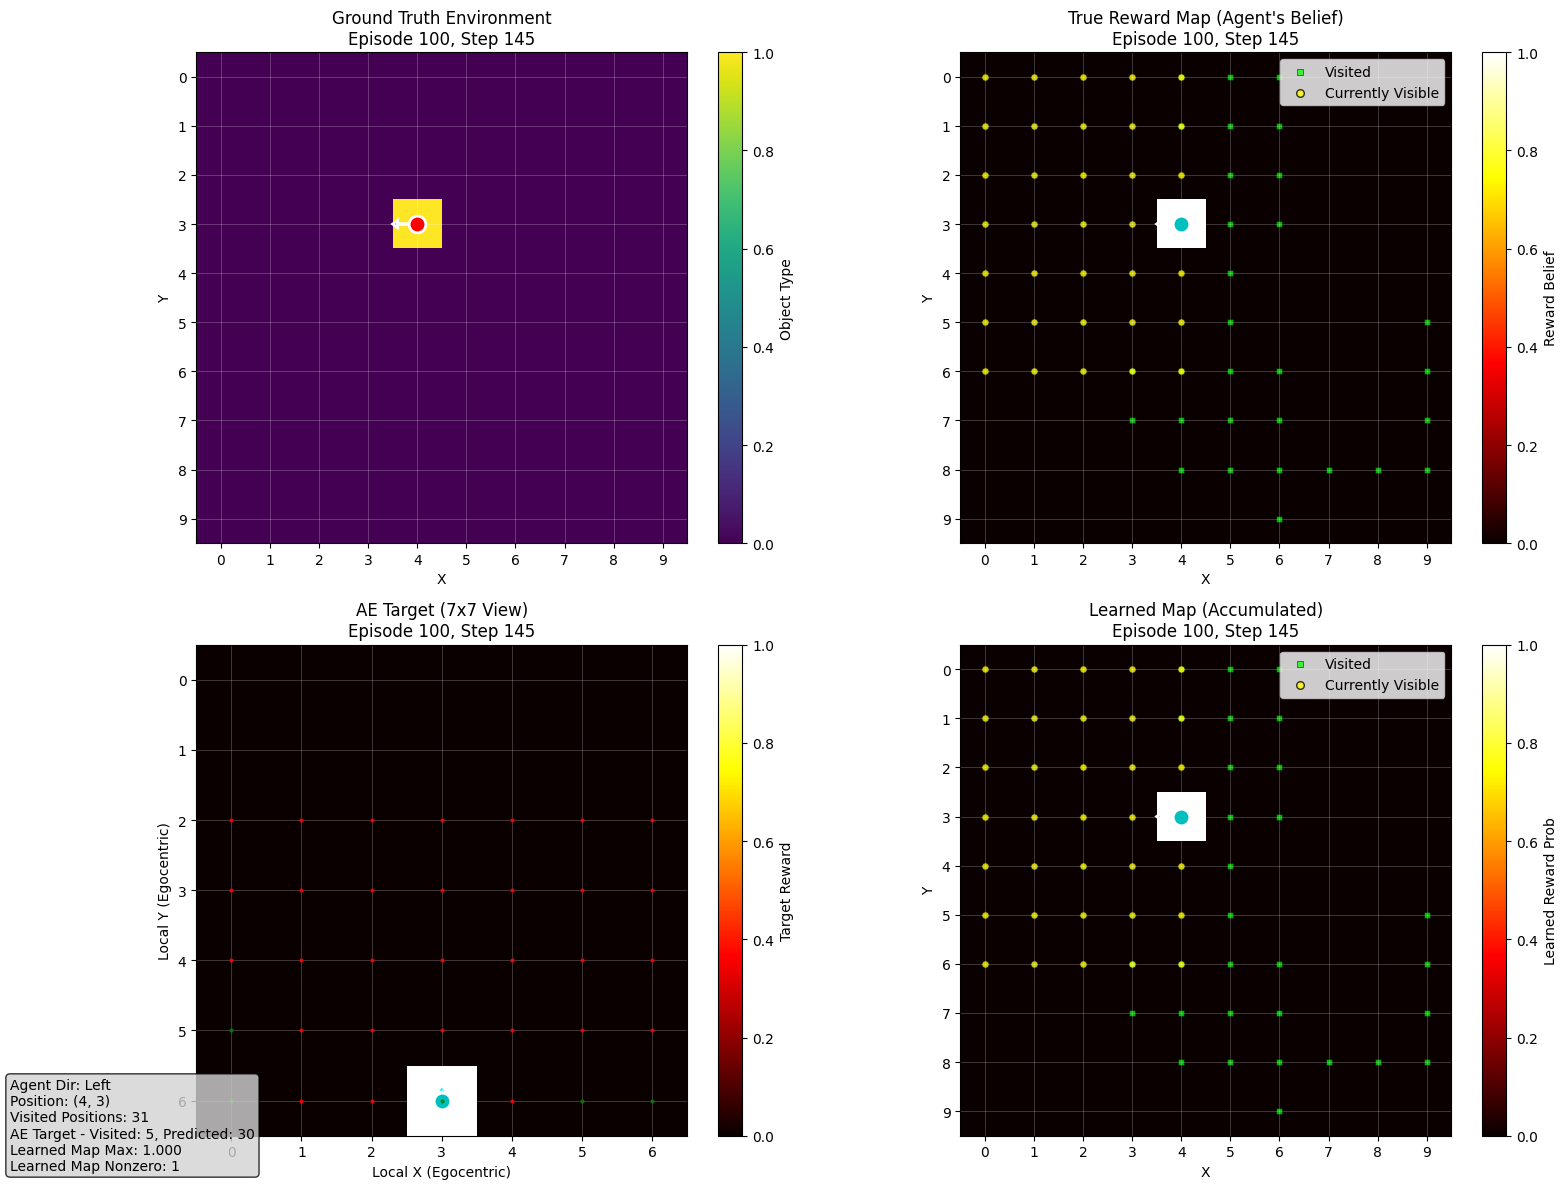 Ground Truth Environment
Episode 100, Step 145
0
1
2
3
4
5
6
7
8
9
Y
0 1 2 3 4 5 6 7 8 9
X
1.0
0.8
0.6
0.4
0.2
0.0
Object Type
True Reward Map (Agent's Belief)
Episode 100, Step 145
Visited
Currently Visible
0
1
2
3
4
5
6
7
8
9
Y
0 1 2 3 4 5 6 7 8 9
X
1.0
0.8
0.6
0.4
0.2
0.0
Reward Belief
AE Target (7x7 View)
Episode 100, Step 145
0
1
2
3
4
5
6
Local Y (Egocentric)
0 1 2 3 4 5 6
Local X (Egocentric)
1.0
0.8
0.6
0.4
0.2
0.0
Target Reward
Agent Dir: Left
Position: (4, 3)
Visited Positions: 31
AE Target - Visited: 5, Predicted: 30
Learned Map Max: 1.000
Learned Map Nonzero: 1
Learned Map (Accumulated)
Episode 100, Step 145
Visited
Currently Visible
0
1
2
3
4
5
6
7
8
9
Y
0 1 2 3 4 5 6 7 8 9
X
1.0
0.8
0.6
0.4
0.2
0.0
Learned Reward Prob